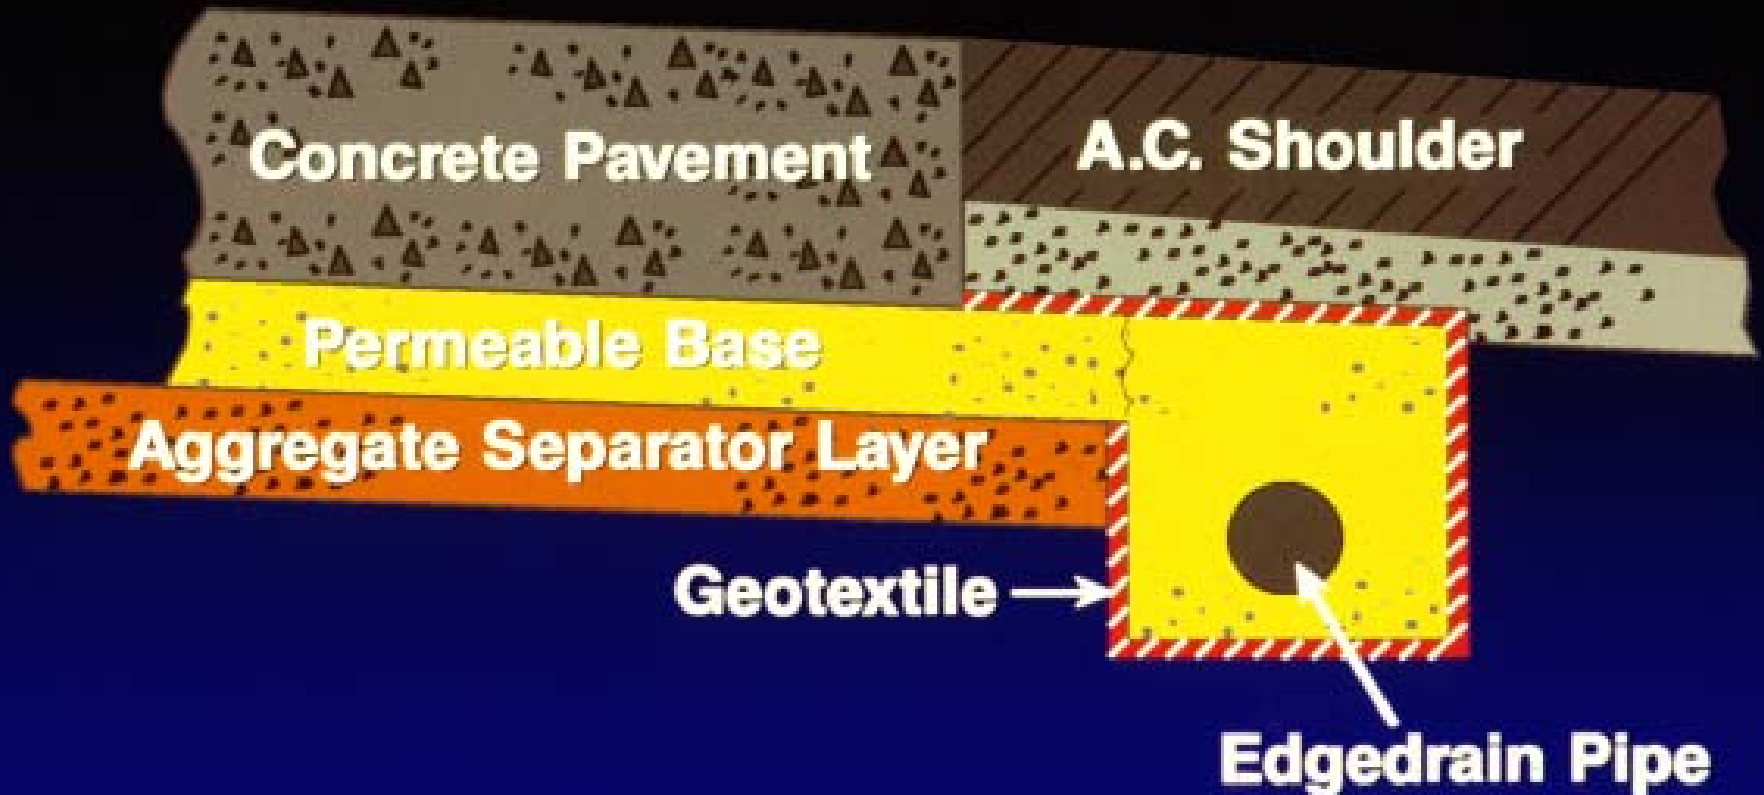 Concrete Pavement
A.C. Shoulder
Permeable Base
Aggregate Separator Layer
Geotextile
Edgedrain Pipe